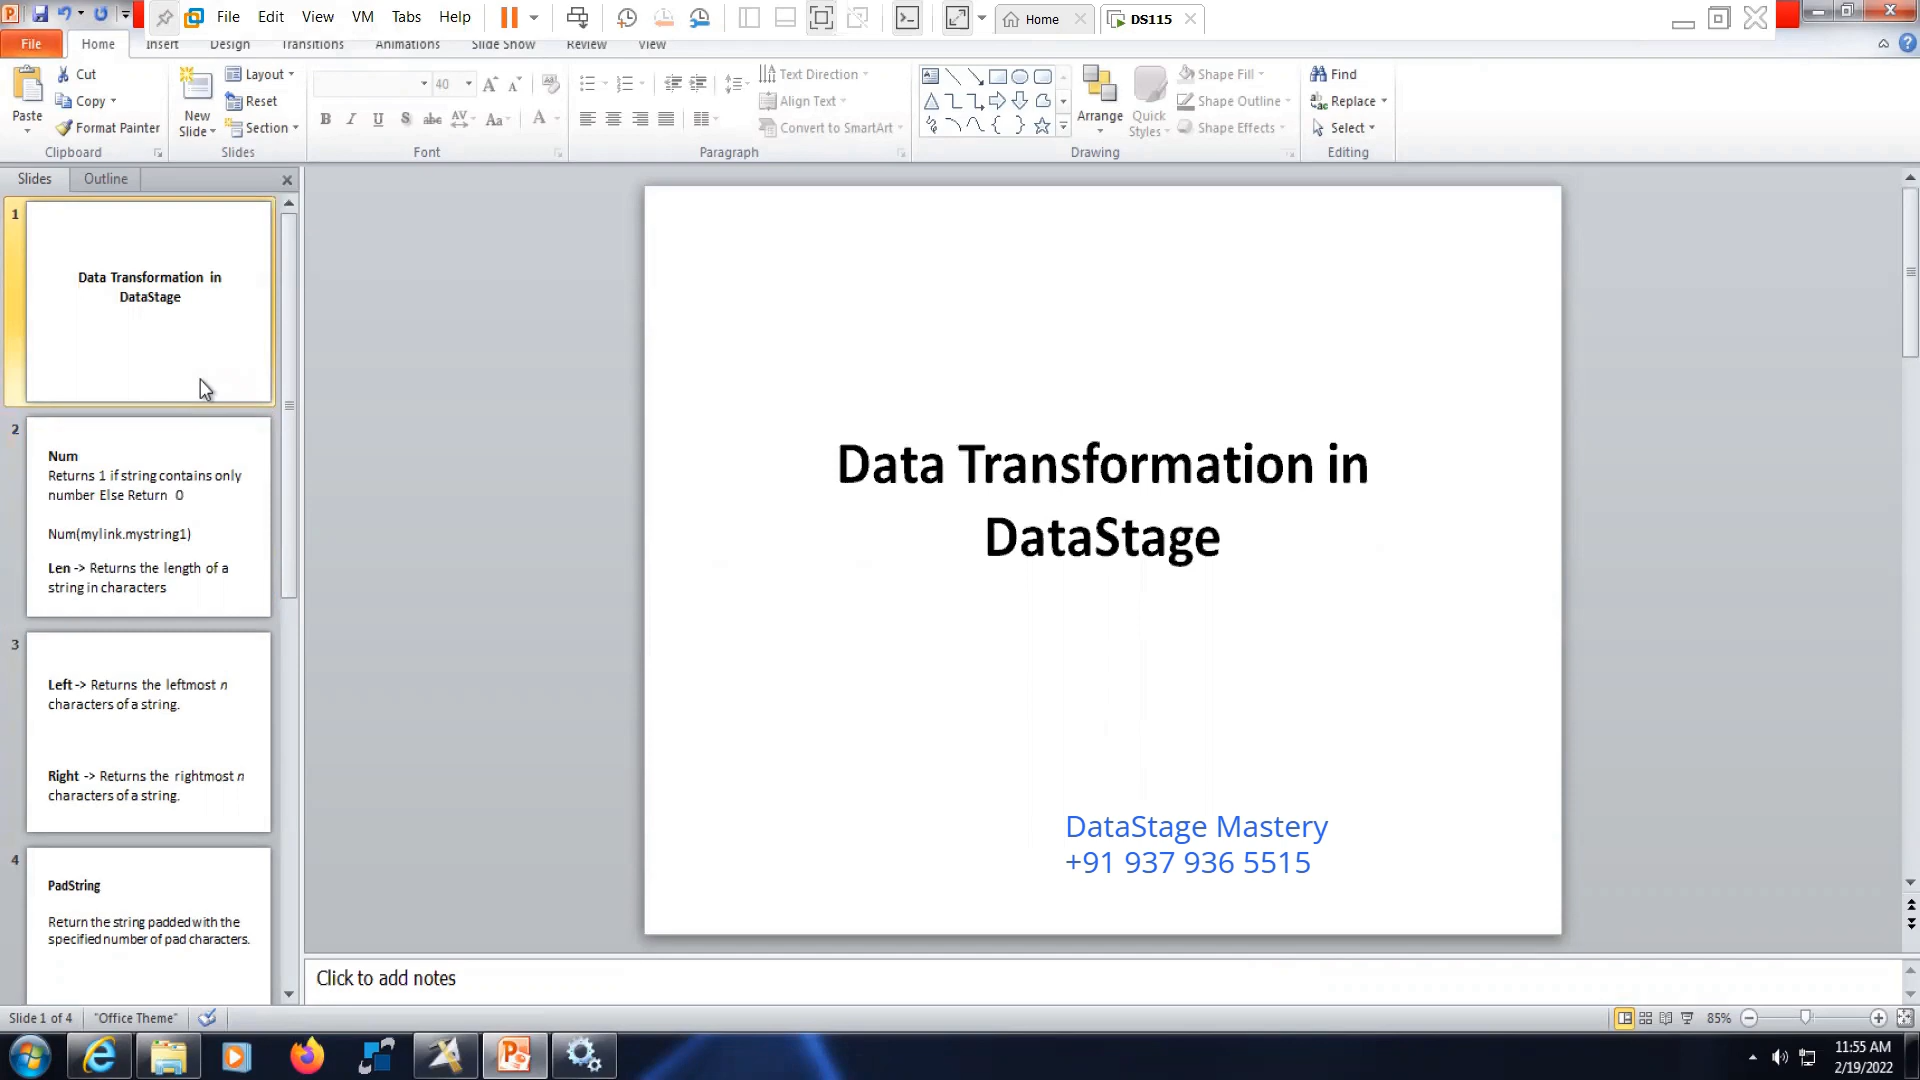 File Edit View VM Tabs Help
Home
DS115
File Home Insert Design Transitions Animations Slide Show Review View
Paste
Cut
Copy
Format Painter
Clipboard
New
Slide
Layout
Reset
Section
Slides
40
Font
Text Direction
Align Text
Convert to SmartArt
Paragraph
Arrange
Quick
Styles
Shape Fill
Shape Outline
Shape Effects
Drawing
Find
Replace
Select
Editing
Slides Outline
1
Data Transformation in
DataStage
2
Num
Returns 1 if string contains only
number Else Return 0
Num(mylink.mystring1)
Len -> Returns the length of a
string in characters
3
Left -> Returns the leftmost n
characters of a string.
Right -> Returns the rightmost n
characters of a string.
4
PadString
Return the string padded with the
specified number of pad characters.
Data Transformation in
DataStage
DataStage Mastery
+91 937 936 5515
Click to add notes
Slide 1 of 4 "Office Theme" 85%
11:55 AM
2/19/2022